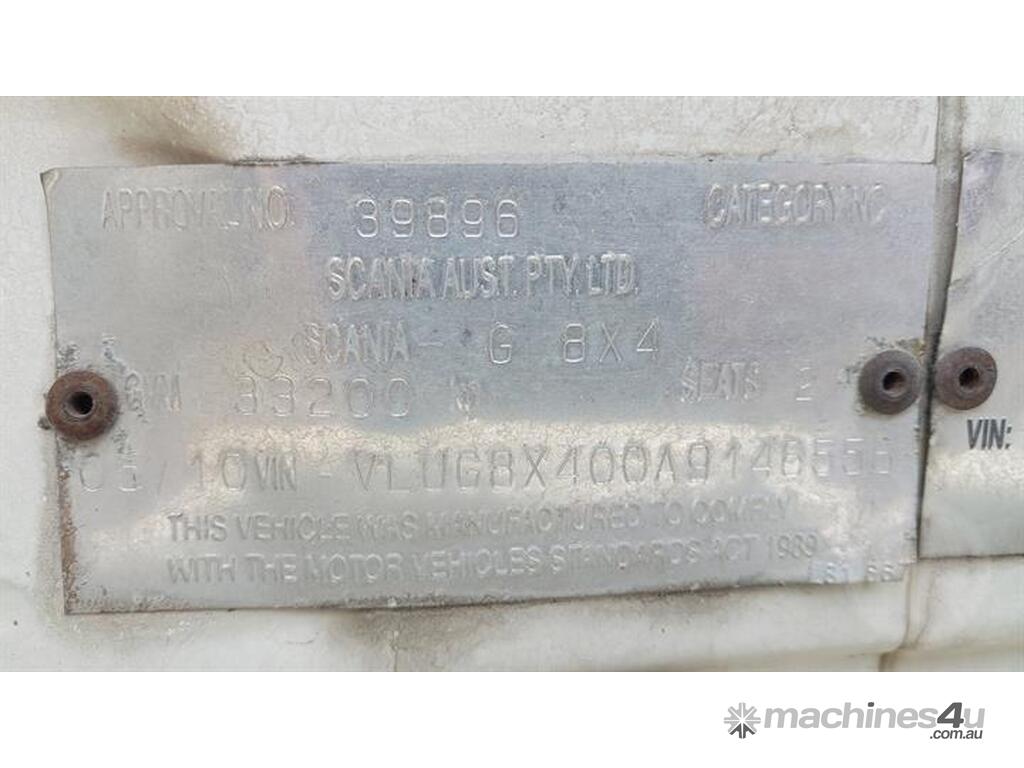 APPROVAL NO. 39896 CATEGORY NC
SCANIA AUST. PTY. LTD.
SCANIA - G 8X4
GVM 33200 SEATS 2
/10 VIN -
THIS VEHICLE WAS MANUFACTURED TO COMPLY
WITH THE MOTOR VEHICLES STANDARDS ACT 1989
VIN:
machines4u
.com.au